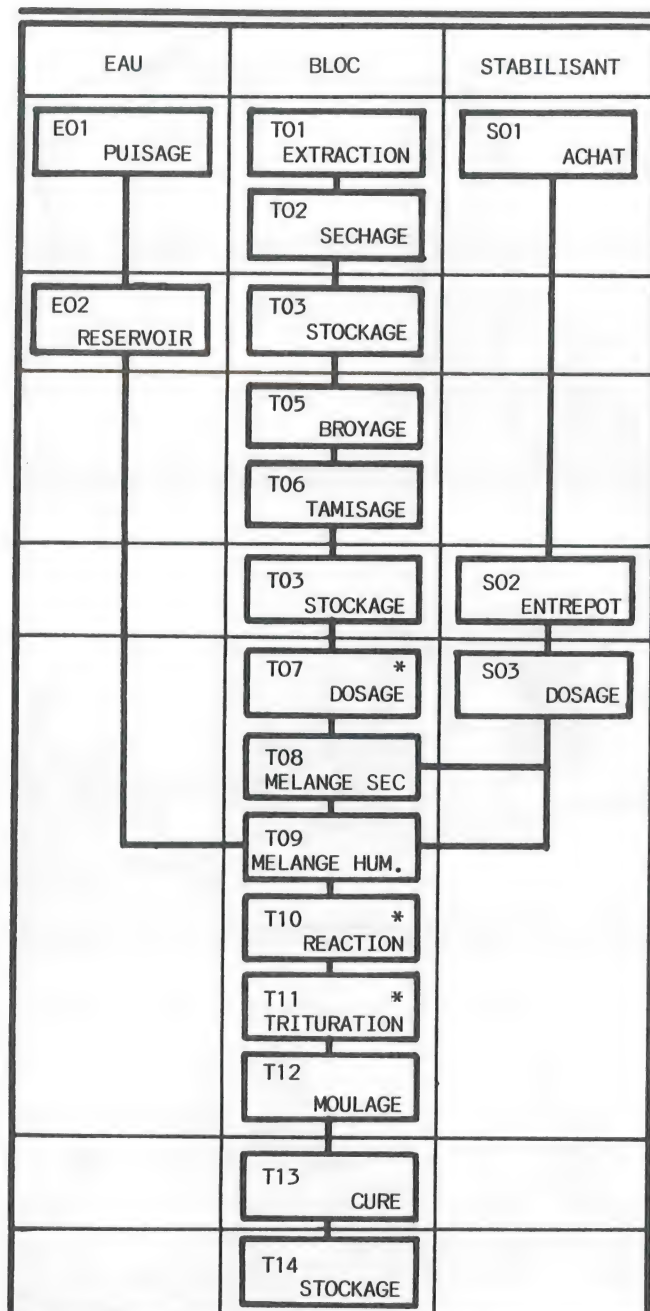 EAU BLOC STABILISANT
E01 T01 S01
PUISAGE EXTRACTION ACHAT
T02
SECHAGE
E02 T03
RESERVOIR STOCKAGE
T05
BROYAGE
T06
TAMISAGE
T03 S02
STOCKAGE ENTREPOT
T07 * S03
DOSAGE DOSAGE
T08
MELANGE SEC
T09
MELANGE HUM.
T10 *
REACTION
T11 *
TRITURATION
T12
MOULAGE
T13
CURE
T14
STOCKAGE